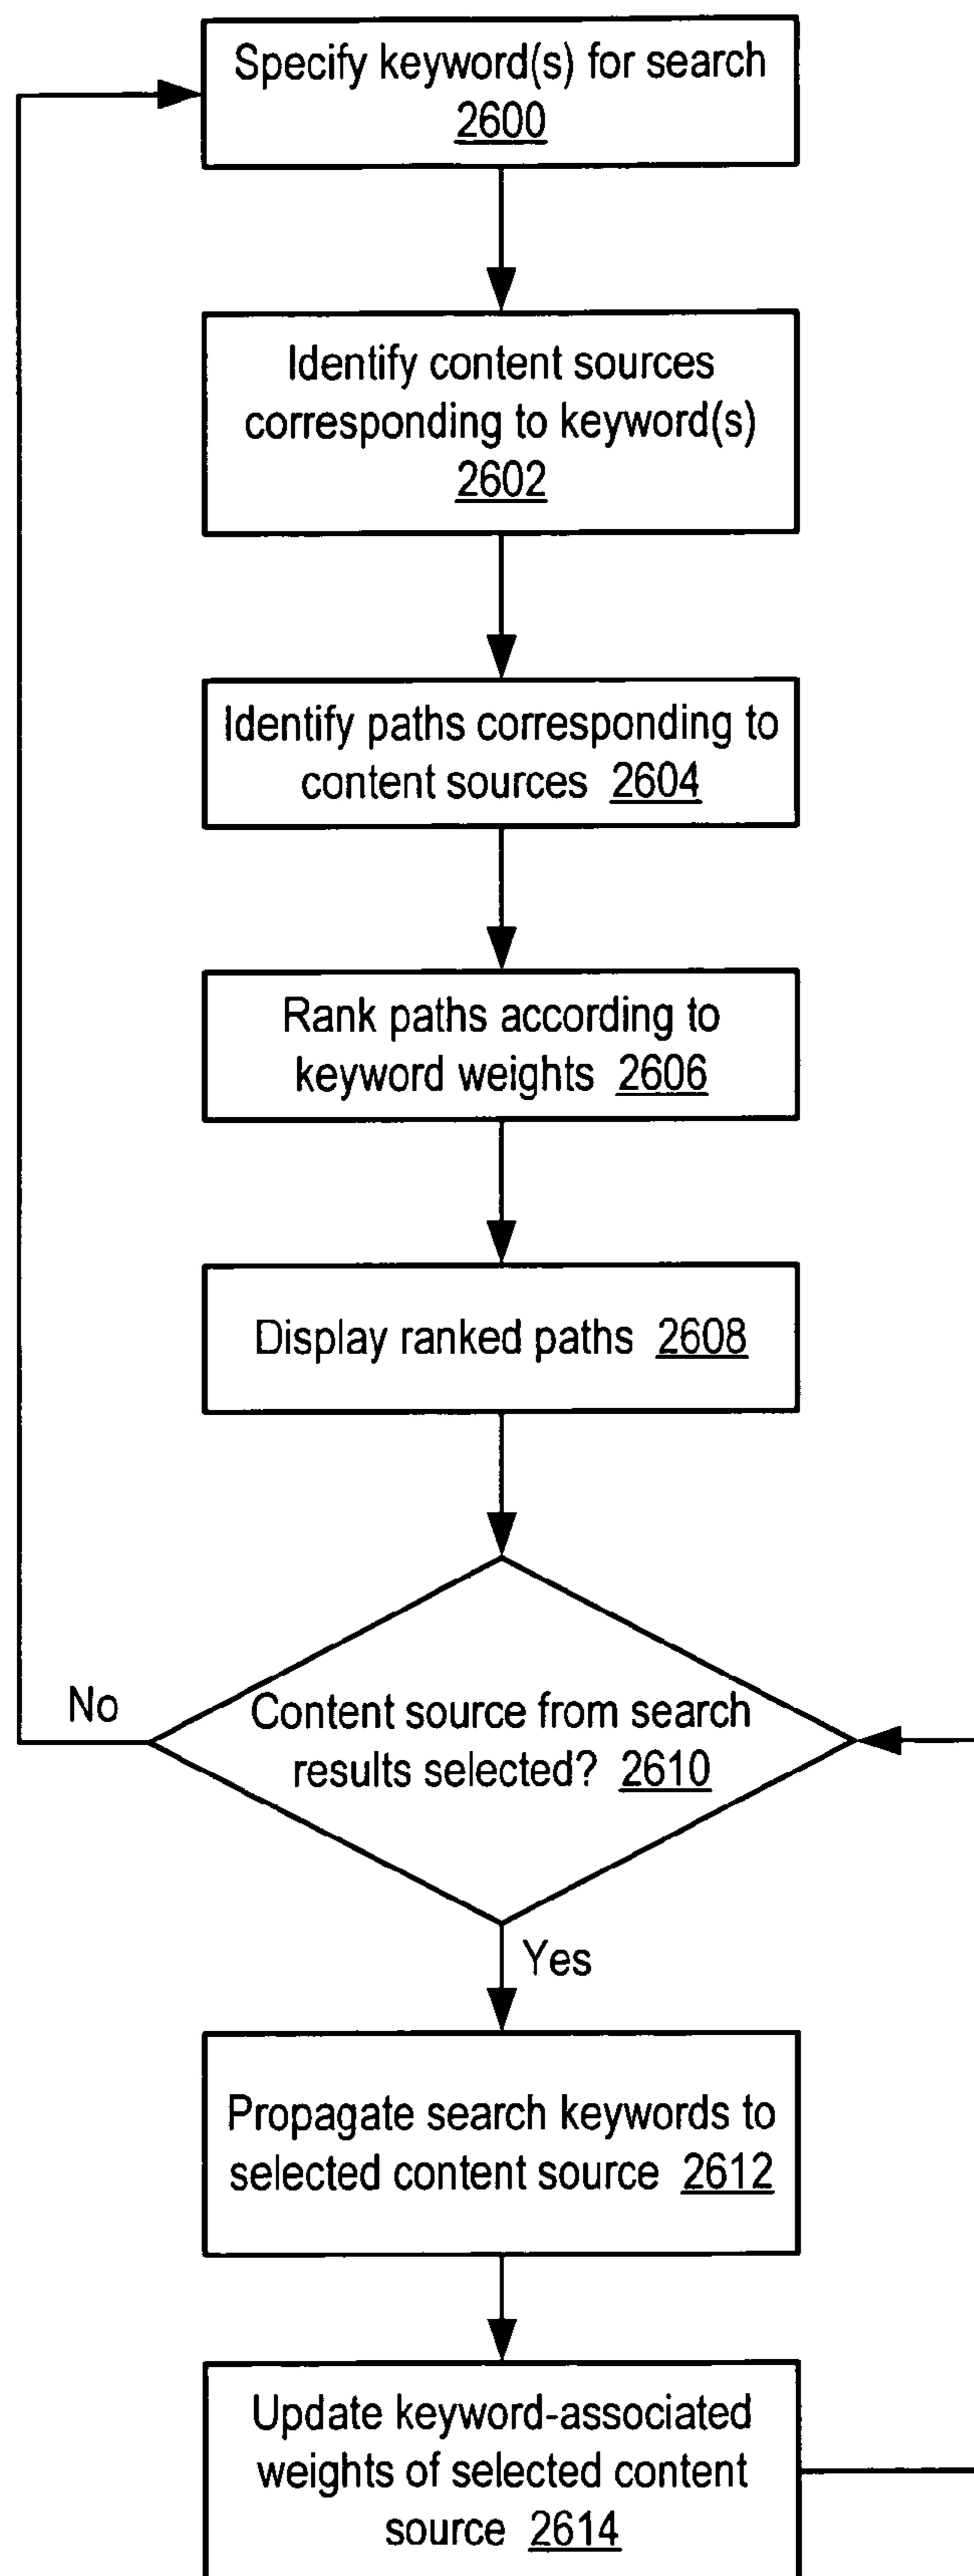 Specify keyword(s) for search
2600
Identify content sources
corresponding to keyword(s)
2602
Identify paths corresponding to
content sources 2604
Rank paths according to
keyword weights 2606
Display ranked paths 2608
No
Content source from search
results selected? 2610
Yes
Propagate search keywords to
selected content source 2612
Update keyword-associated
weights of selected content
source 2614